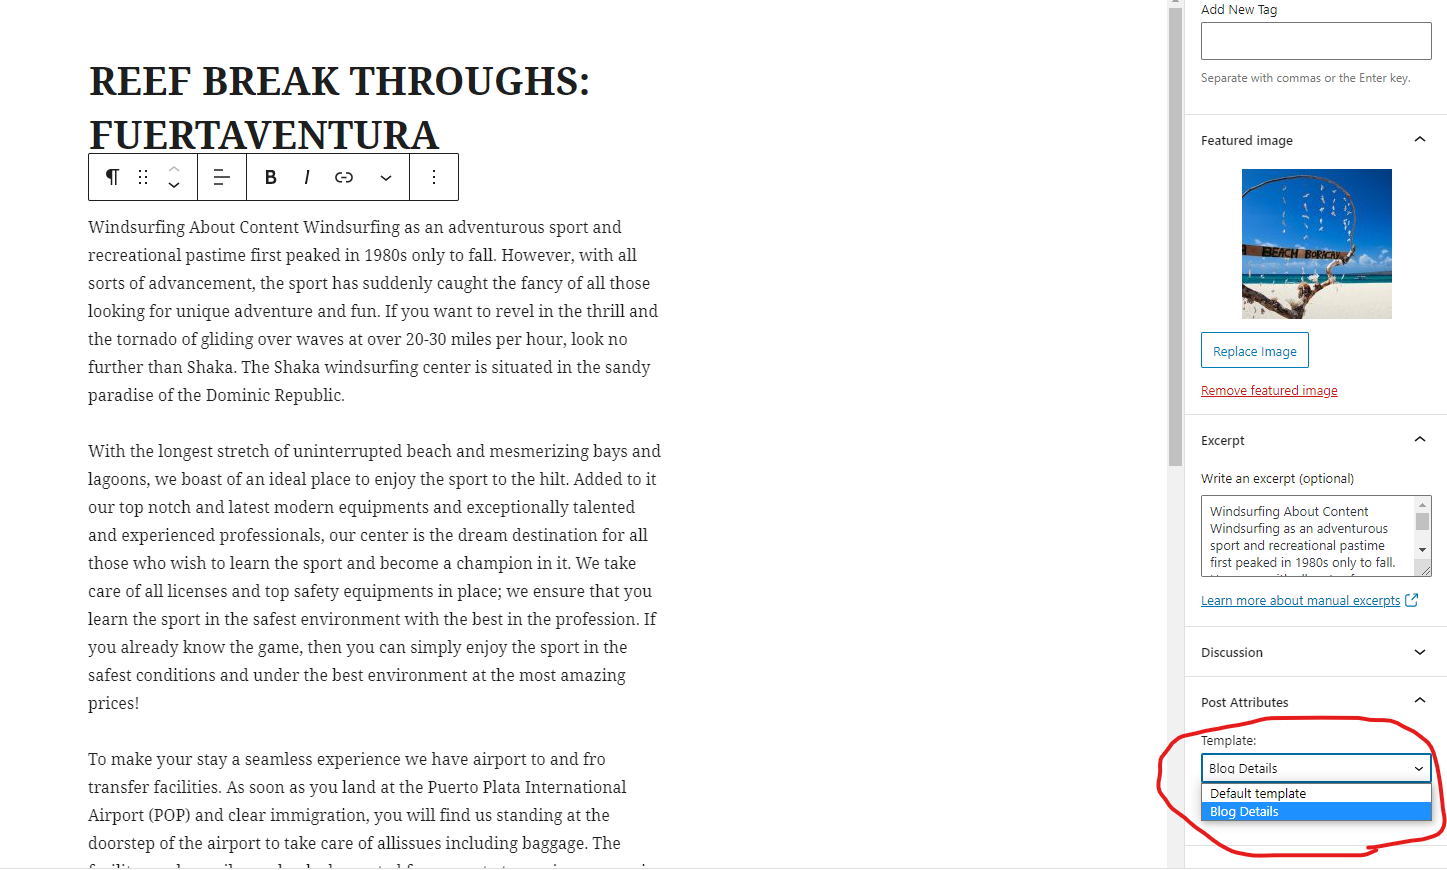 REEF BREAK THROUGHS:
FUERTAVENTURA
B I
Windsurfing About Content Windsurfing as an adventurous sport and
recreational pastime first peaked in 1980s only to fall. However, with all
sorts of advancement, the sport has suddenly caught the fancy of all those
looking for unique adventure and fun. If you want to revel in the thrill and
the tornado of gliding over waves at over 20-30 miles per hour, look no
further than Shaka. The Shaka windsurfing center is situated in the sandy
paradise of the Dominic Republic.
With the longest stretch of uninterrupted beach and mesmerizing bays and
lagoons, we boast of an ideal place to enjoy the sport to the hilt. Added to it
our top notch and latest modern equipments and exceptionally talented
and experienced professionals, our center is the dream destination for all
those who wish to learn the sport and become a champion in it. We take
care of all licenses and top safety equipments in place; we ensure that you
learn the sport in the safest environment with the best in the profession. If
you already know the game, then you can simply enjoy the sport in the
safest conditions and under the best environment at the most amazing
prices!
To make your stay a seamless experience we have airport to and fro
transfer facilities. As soon as you land at the Puerto Plata International
Airport (POP) and clear immigration, you will find us standing at the
doorstep of the airport to take care of allissues including baggage. The
Add New Tag
Separate with commas or the Enter key.
Featured image
BEACH BORACAY
Replace Image
Remove featured image
Excerpt
Write an excerpt (optional)
Windsurfing About Content
Windsurfing as an adventurous
sport and recreational pastime
first peaked in 1980s only to fall.
Learn more about manual excerpts
Discussion
Post Attributes
Template:
Blog Details
Default template
Blog Details